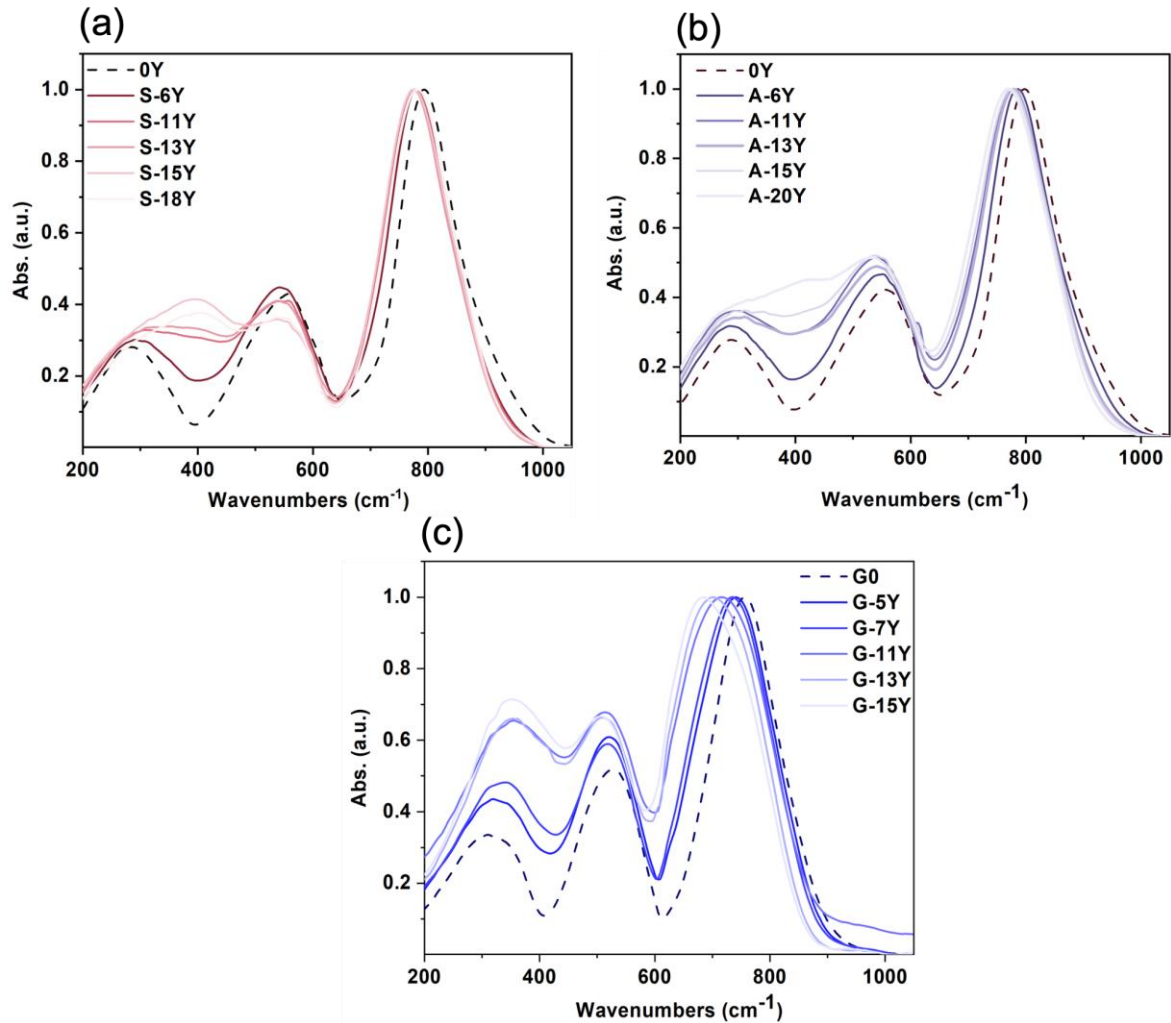 (a)
1.0
0.8
0.6
0.4
0.2
Abs. (a.u.)
0Y
S-6Y
S-11Y
S-13Y
S-15Y
S-18Y
200 400 600 800 1000
Wavenumbers (cm⁻¹)
(b)
1.0
0.8
0.6
0.4
0.2
Abs. (a.u.)
0Y
A-6Y
A-11Y
A-13Y
A-15Y
A-20Y
200 400 600 800 1000
Wavenumbers (cm⁻¹)
(c)
1.0
0.8
0.6
0.4
0.2
Abs. (a.u.)
G0
G-5Y
G-7Y
G-11Y
G-13Y
G-15Y
200 400 600 800 1000
Wavenumbers (cm⁻¹)